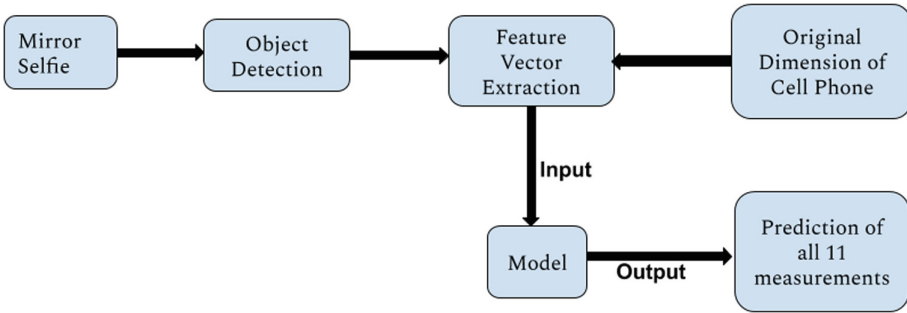 Mirror
Selfie
Object
Detection
Feature
Vector
Extraction
Original
Dimension of
Cell Phone
Input
Model
Output
Prediction of
all 11
measurements